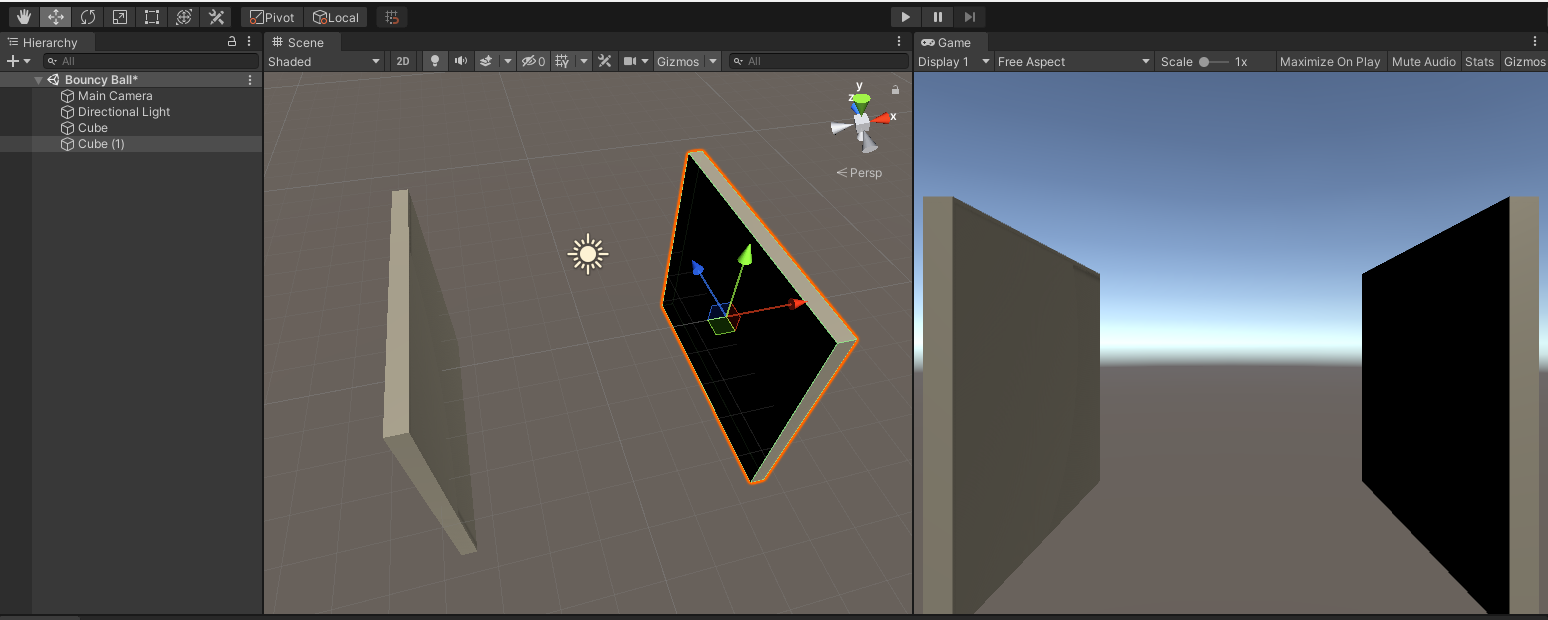 Pivot Local
Hierarchy
All
Bouncy Ball*
Main Camera
Directional Light
Cube
Cube (1)
Scene
Shaded 2D 0 Gizmos All
y
z
x
Persp
Game
Display 1 Free Aspect Scale 1x Maximize On Play Mute Audio Stats Gizmos